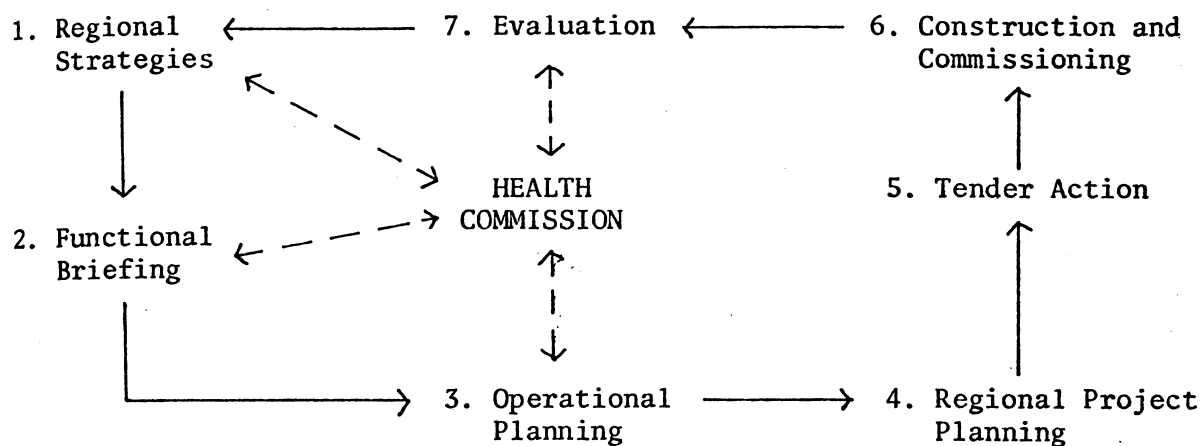 1. Regional
Strategies
7. Evaluation
6. Construction and
Commissioning
HEALTH
COMMISSION
5. Tender Action
2. Functional
Briefing
3. Operational
Planning
4. Regional Project
Planning